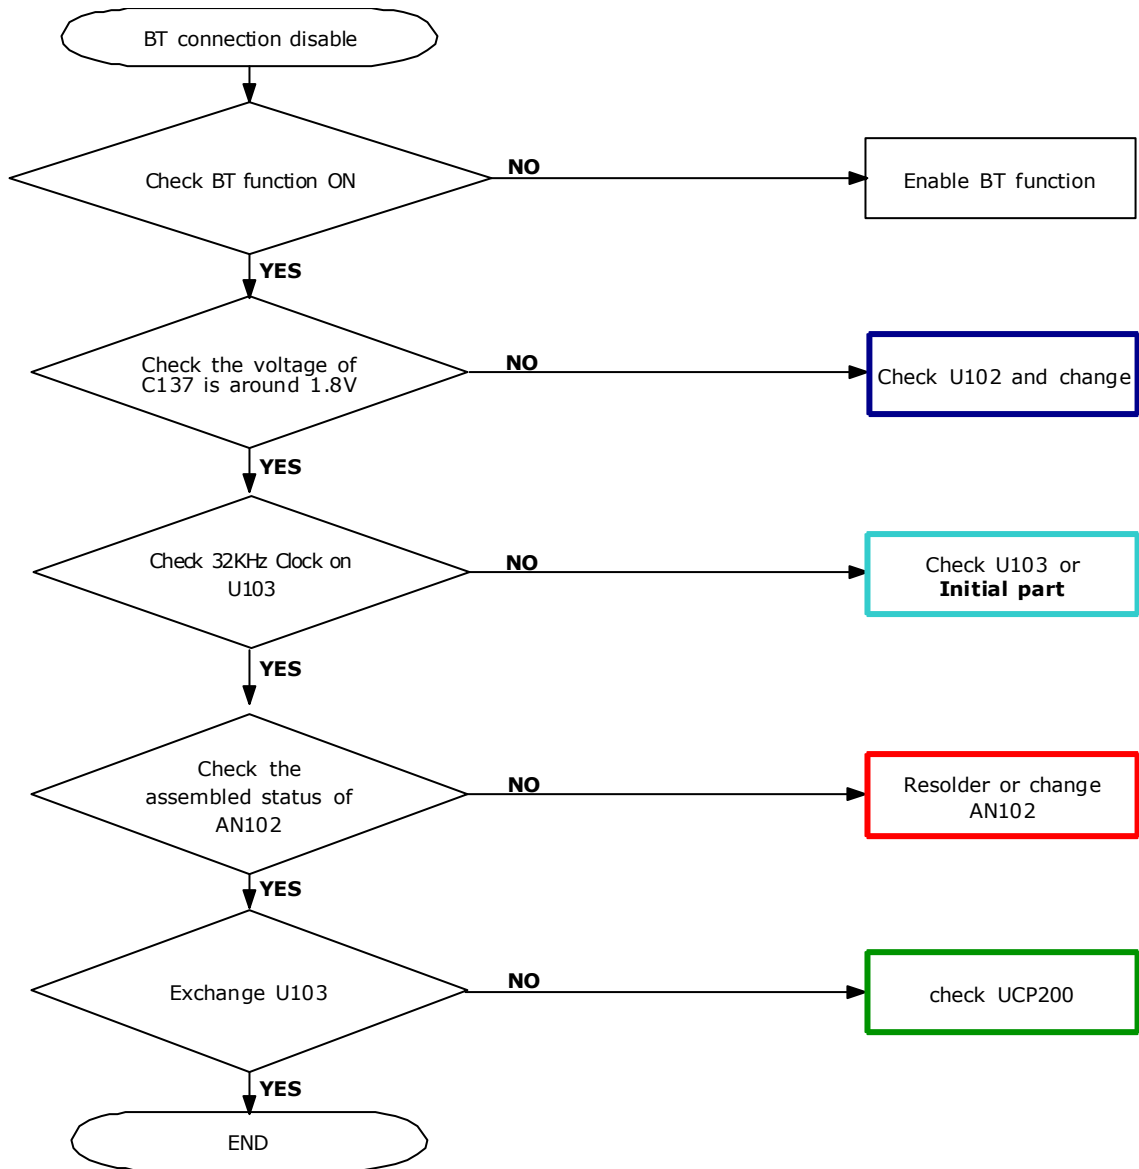 BT connection disable
Check BT function ON
NO
Enable BT function
YES
Check the voltage of
C137 is around 1.8V
NO
Check U102 and change
YES
Check 32KHz Clock on
U103
NO
Check U103 or
Initial part
YES
Check the
assembled status of
AN102
NO
Resolder or change
AN102
YES
Exchange U103
NO
check UCP200
YES
END